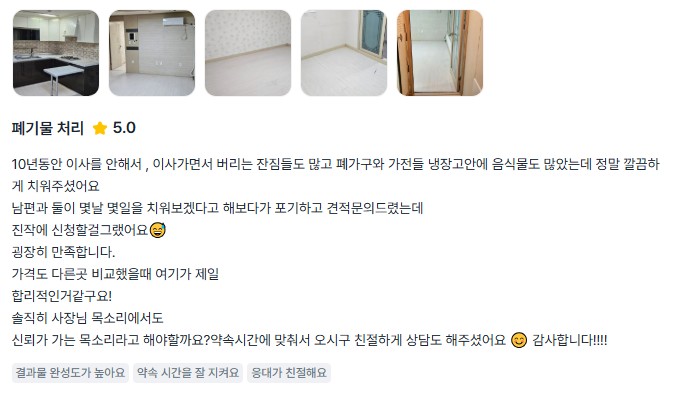 폐기물 처리 ⭐ 5.0
10년동안 이사를 안해서 , 이사가면서 버리는 잔짐들도 많고 폐가구와 가전들 냉장고안에 음식물도 많았는데 정말 깔끔하
게 치워주셨어요
남편과 둘이 몇날 몇일을 치워보겠다고 해보다가 포기하고 견적문의드렸는데
진작에 신청할걸그랬어요😅
굉장히 만족합니다.
가격도 다른곳 비교했을때 여기가 제일
합리적인거같구요!
솔직히 사장님 목소리에서도
신뢰가 가는 목소리라고 해야할까요?약속시간에 맞춰서 오시구 친절하게 상담도 해주셨어요 😊 감사합니다!!!!
결과물 완성도가 높아요 약속 시간을 잘 지켜요 응대가 친절해요